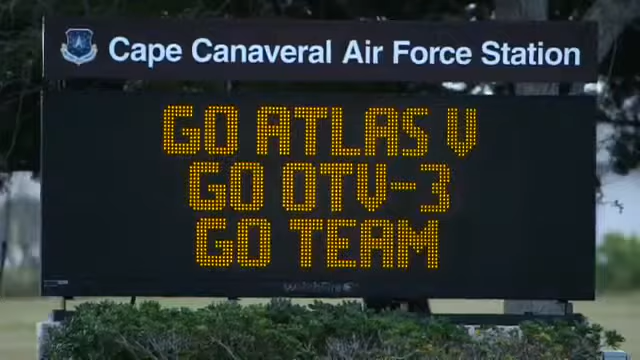 Cape Canaveral Air Force Station
GO ATLAS V
GO OTV-3
GO TEAM